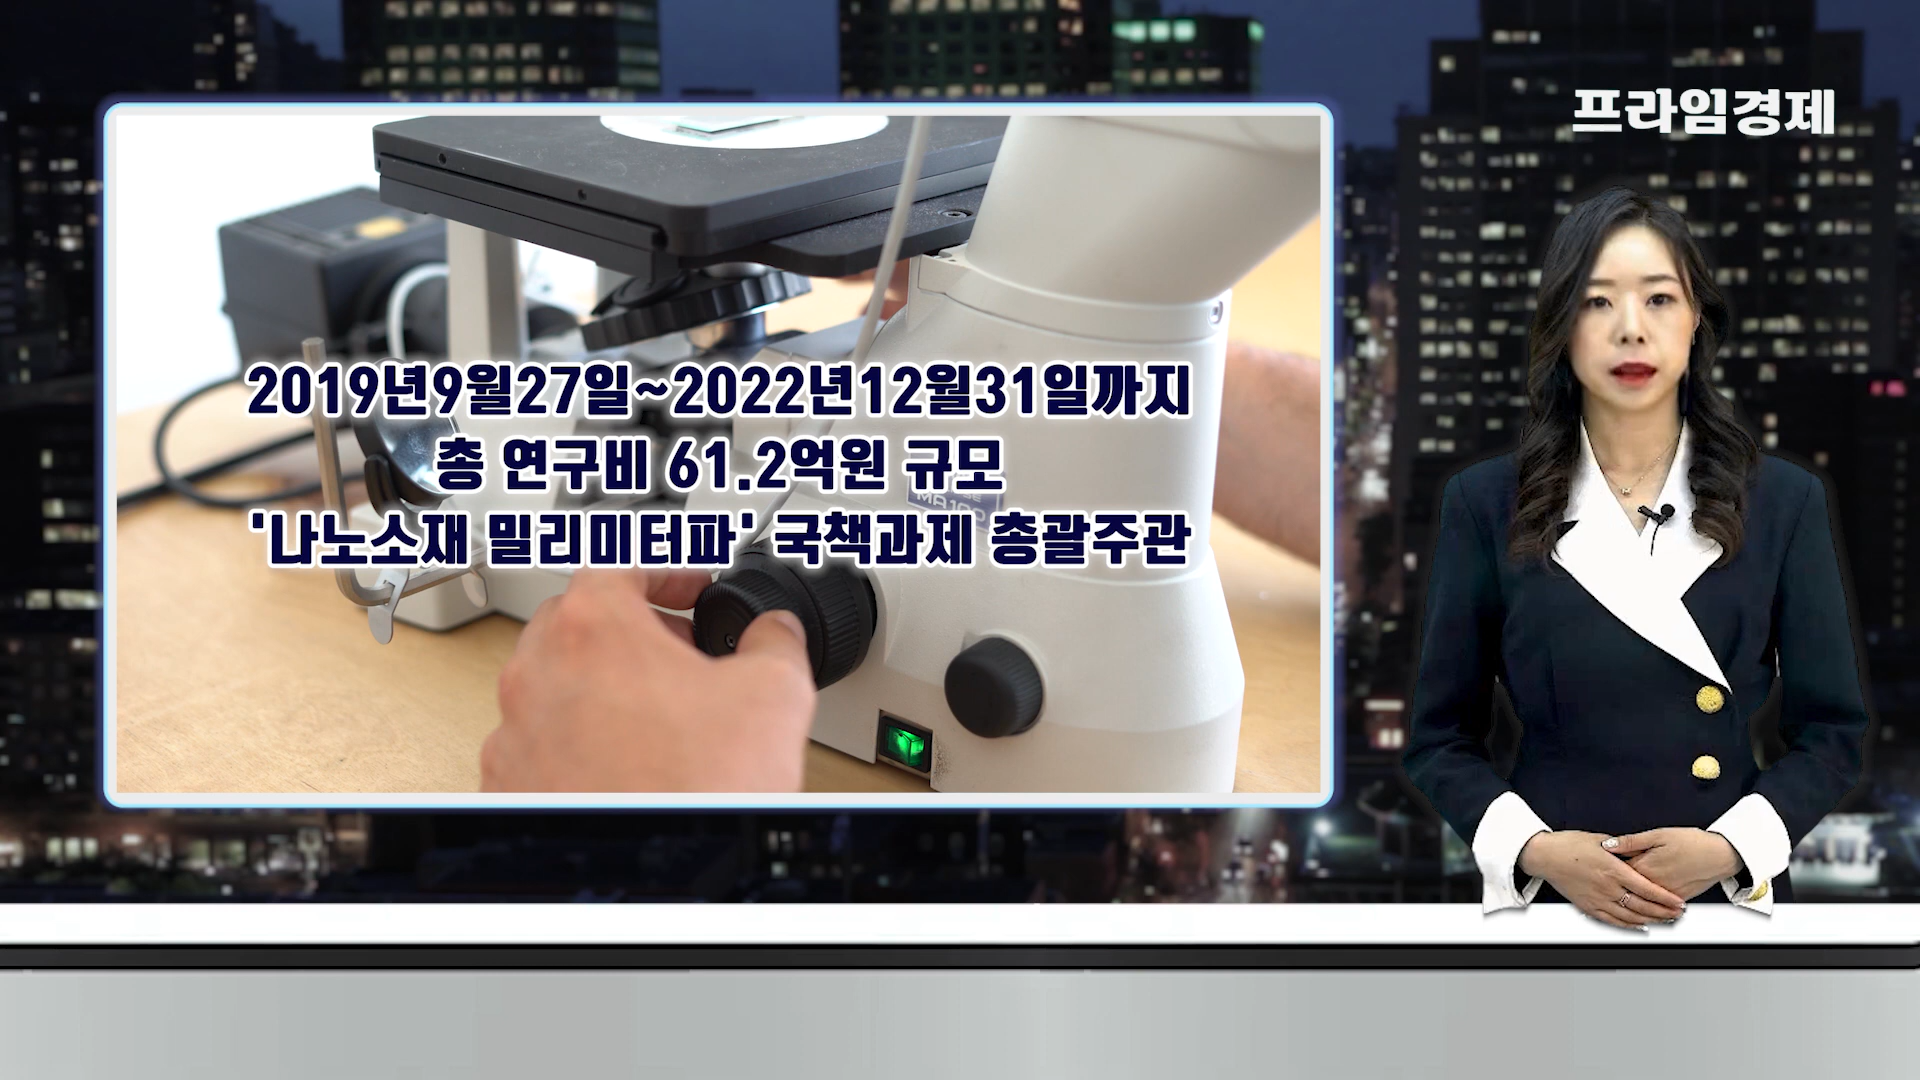 프라임경제
2019년9월27일~2022년12월31일까지
총 연구비 61.2억원 규모
'나노소재 밀리미터파' 국책과제 총괄주관
MA100